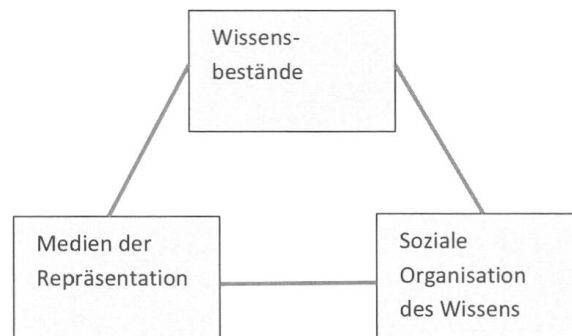 Wissens-
bestände
Medien der
Repräsentation
Soziale
Organisation
des Wissens